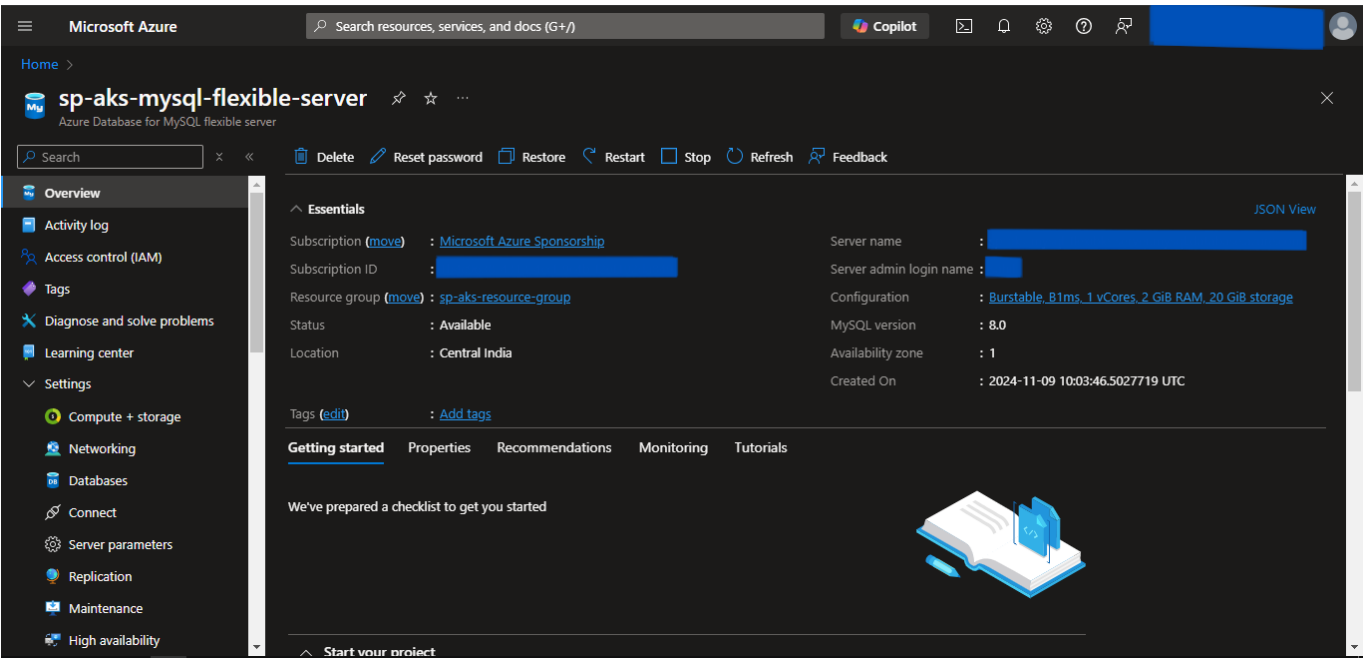 Microsoft Azure
Search resources, services, and docs (G+/)
Copilot
Home >
My
sp-aks-mysql-flexible-server
Azure Database for MySQL flexible server
Search
Delete Reset password Restore Restart Stop Refresh Feedback
Overview
Activity log
Access control (IAM)
Tags
Diagnose and solve problems
Learning center
Settings
Compute + storage
Networking
Databases
Connect
Server parameters
Replication
Maintenance
High availability
Essentials
JSON View
Subscription (move) : Microsoft Azure Sponsorship
Subscription ID :
Resource group (move) : sp-aks-resource-group
Status : Available
Location : Central India
Server name :
Server admin login name :
Configuration : Burstable, B1ms, 1 vCores, 2 GiB RAM, 20 GiB storage
MySQL version : 8.0
Availability zone : 1
Created On : 2024-11-09 10:03:46.5027719 UTC
Tags (edit) : Add tags
Getting started Properties Recommendations Monitoring Tutorials
We've prepared a checklist to get you started
Start your project